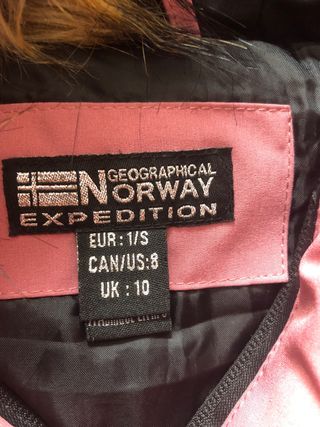 GEOGRAPHICAL
NORWAY
EXPEDITION
EUR: 1/S
CAN/US: 8
UK : 10